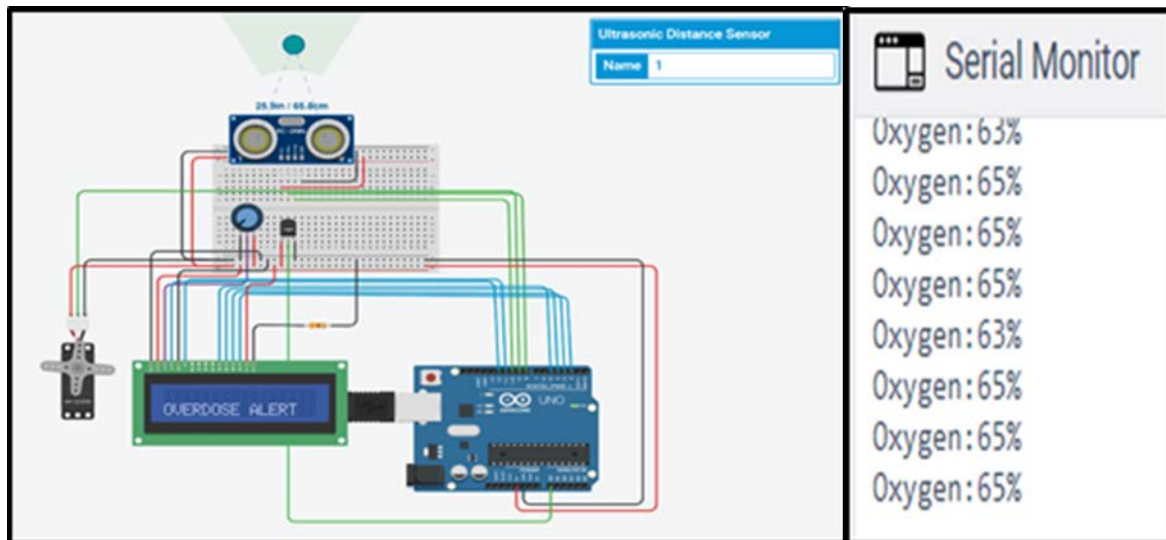 Ultrasonic Distance Sensor
Name 1
25.9in / 65.8cm
OVERDOSE ALERT
UNO
Serial Monitor
Oxygen:63%
Oxygen:65%
Oxygen:65%
Oxygen:65%
Oxygen:63%
Oxygen:65%
Oxygen:65%
Oxygen:65%